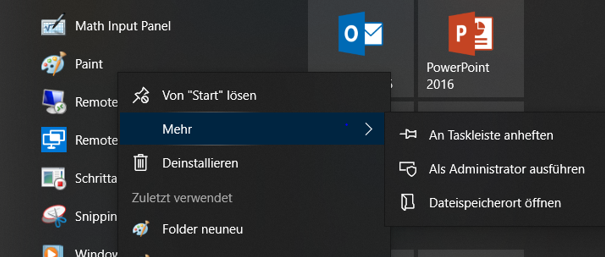 Math Input Panel
Paint
Remote
Remote
Schritta
Snippin
Window
Von "Start" lösen
Mehr
Deinstallieren
Zuletzt verwendet
Folder neuneu
An Taskleiste anheften
Als Administrator ausführen
Dateispeicherort öffnen
PowerPoint
2016